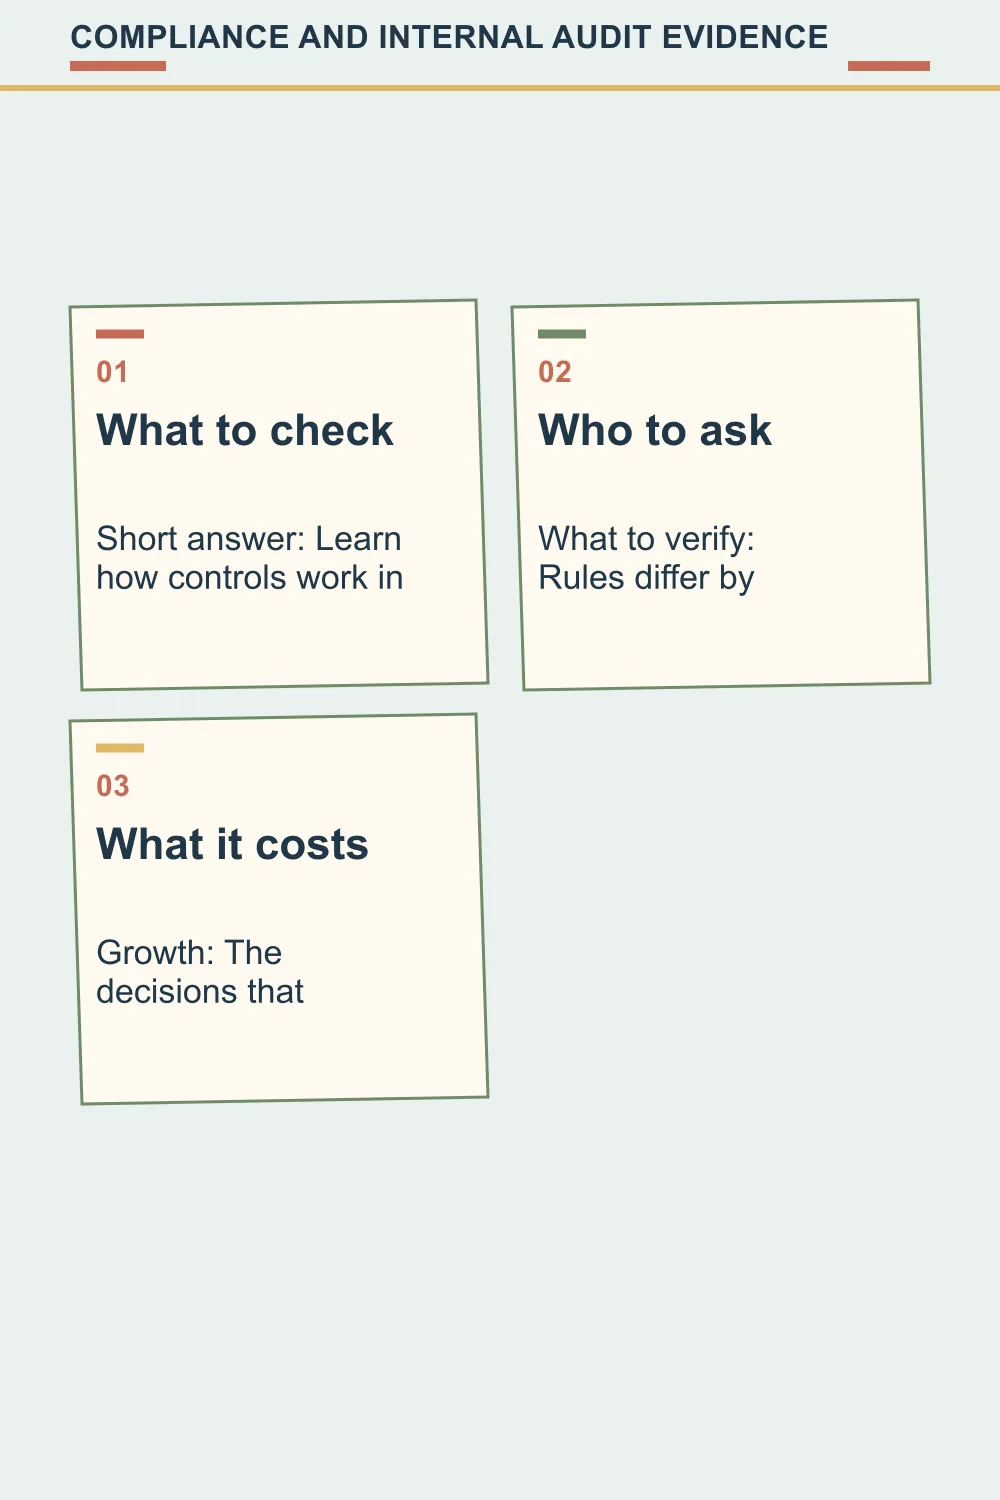 COMPLIANCE AND INTERNAL AUDIT EVIDENCE
01
What to check
Short answer: Learn
how controls work in
02
Who to ask
What to verify:
Rules differ by
03
What it costs
Growth: The
decisions that